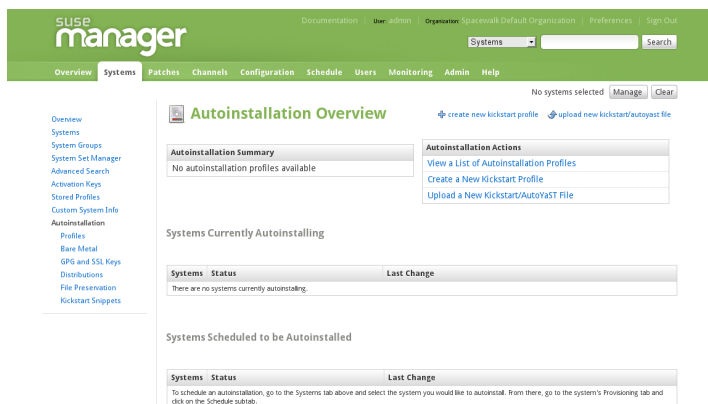 suse
manager
Documentation | User: admin | Organization: Spacewalk Default Organization | Preferences | Sign Out
Systems Search
Overview Systems Patches Channels Configuration Schedule Users Monitoring Admin Help
No systems selected Manage Clear
Overview
Systems
System Groups
System Set Manager
Advanced Search
Activation Keys
Stored Profiles
Custom System Info
Autoinstallation
Profiles
Bare Metal
GPG and SSL Keys
Distributions
File Preservation
Kickstart Snippets
Autoinstallation Overview
create new kickstart profile upload new kickstart/autoyast file
Autoinstallation Summary
No autoinstallation profiles available
Autoinstallation Actions
View a List of Autoinstallation Profiles
Create a New Kickstart Profile
Upload a New Kickstart/AutoYaST File
Systems Currently Autoinstalling
Systems Status Last Change
There are no systems currently autoinstalling.
Systems Scheduled to be Autoinstalled
Systems Status Last Change
To schedule an autoinstallation, go to the Systems tab above and select the system you would like to autoinstall. From there, go to the system's Provisioning tab and
click on the Schedule subtab.